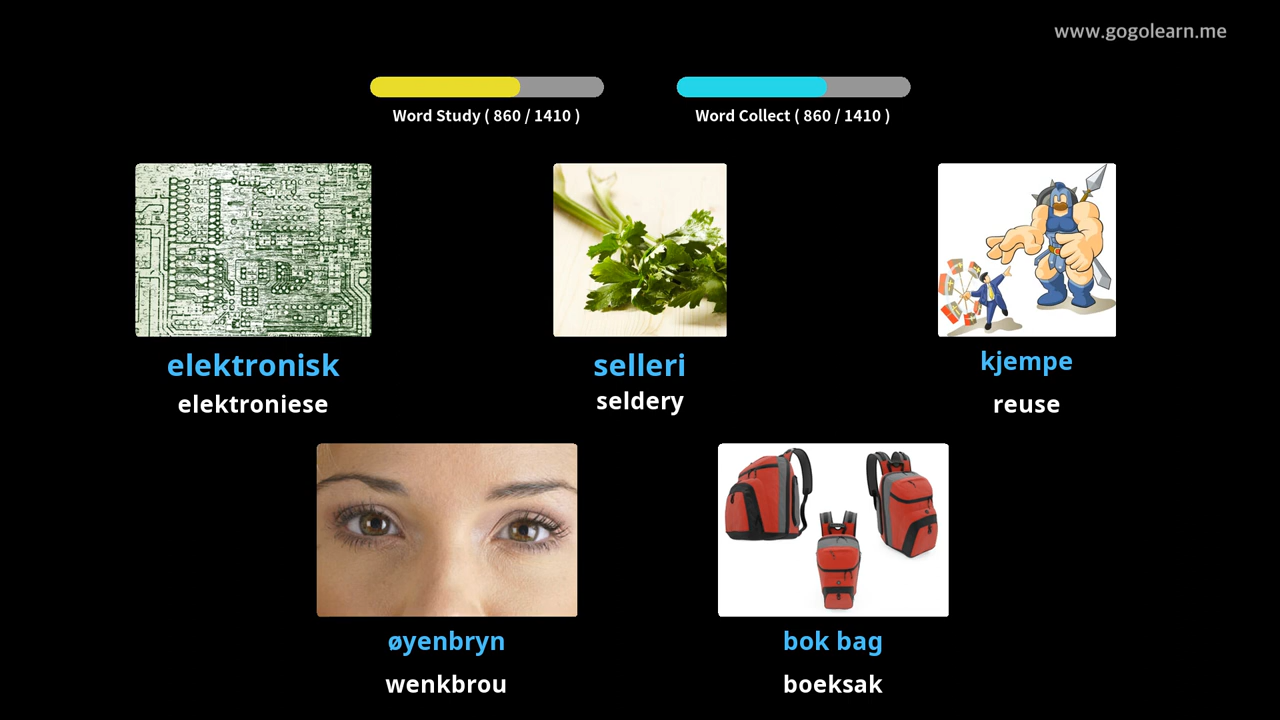 www.gogolearn.me
Word Study ( 860 / 1410 )
Word Collect ( 860 / 1410 )
elektronisk
elektroniese
selleri
seldery
kjempe
reuse
øyenbryn
wenkbrou
bok bag
boeksak